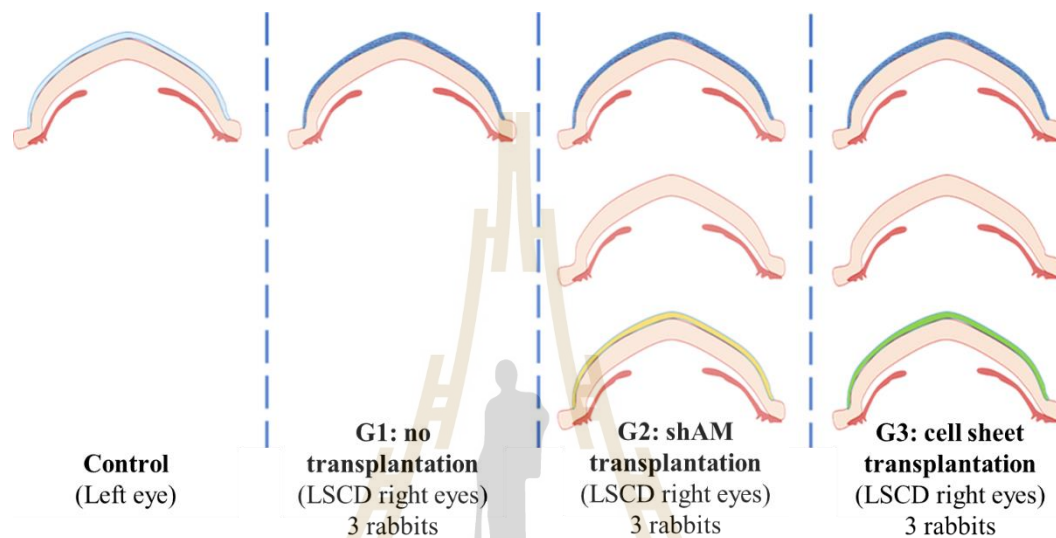 Control
(Left eye)
G1: no
transplantation
(LSCD right eyes)
3 rabbits
G2: shAM
transplantation
(LSCD right eyes)
3 rabbits
G3: cell sheet
transplantation
(LSCD right eyes)
3 rabbits